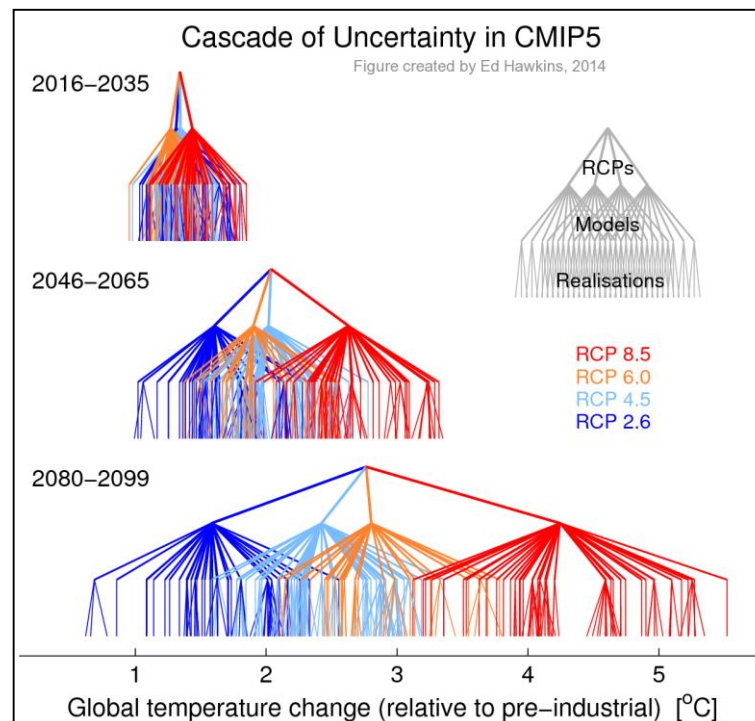 Cascade of Uncertainty in CMIP5
Figure created by Ed Hawkins, 2014
2016−2035
RCPs
Models
Realisations
2046−2065
RCP 8.5
RCP 6.0
RCP 4.5
RCP 2.6
2080−2099
1 2 3 4 5
Global temperature change (relative to pre−industrial) [°C]